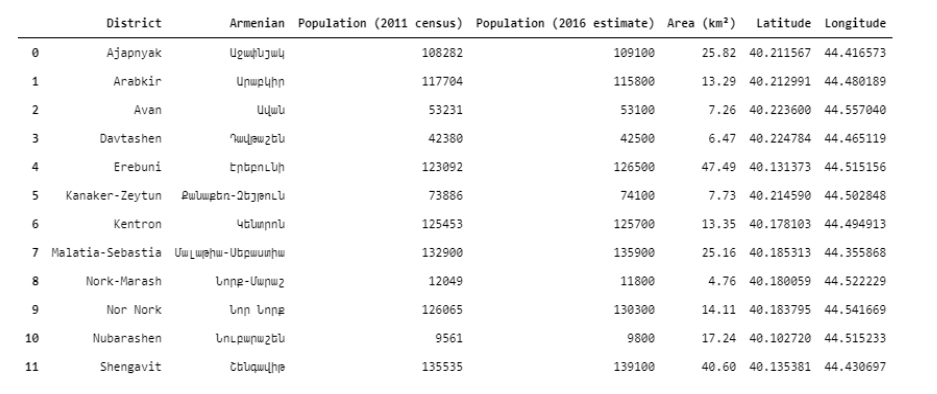 District Armenian Population (2011 census) Population (2016 estimate) Area (km²) Latitude Longitude
0 Ajapnyak Աջափնյակ 108282 109100 25.82 40.211567 44.416573
1 Arabkir Արաբկիր 117704 115800 13.29 40.212991 44.480189
2 Avan Ավան 53231 53100 7.26 40.223600 44.557040
3 Davtashen Դավթաշեն 42380 42500 6.47 40.224784 44.465119
4 Erebuni Էրեբունի 123092 126500 47.49 40.131373 44.515156
5 Kanaker-Zeytun Քանաքեռ-Զեյթուն 73886 74100 7.73 40.214590 44.502848
6 Kentron Կենտրոն 125453 125700 13.35 40.178103 44.494913
7 Malatia-Sebastia Մալաթիա-Սեբաստիա 132900 135900 25.16 40.185313 44.355868
8 Nork-Marash Նորք-Մարաշ 12049 11800 4.76 40.180059 44.522229
9 Nor Nork Նոր Նորք 126065 130300 14.11 40.183795 44.541669
10 Nubarashen Նուբարաշեն 9561 9800 17.24 40.102720 44.515233
11 Shengavit Շենգավիթ 135535 139100 40.60 40.135381 44.430697